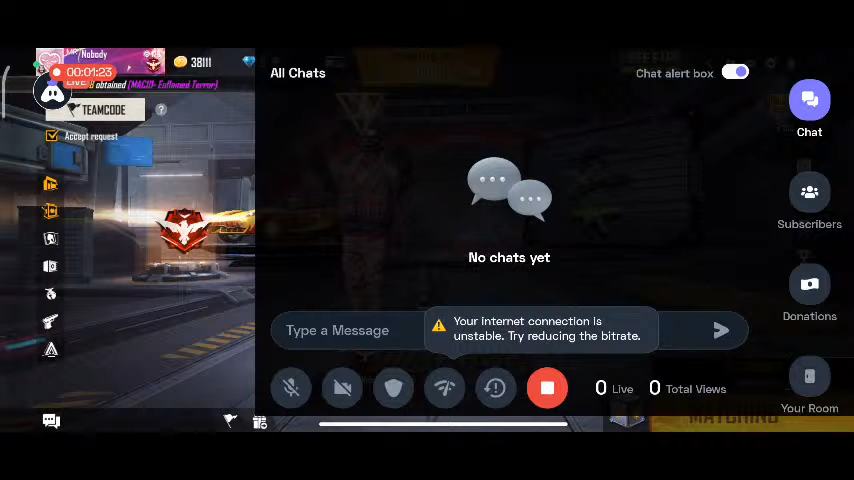 Nobody
38111
00:01:23
8 obtained (MAC10- Enflamed Terror)
TEAMCODE
?
Accept request
All Chats
Chat alert box
Chat
No chats yet
Subscribers
Your internet connection is
unstable. Try reducing the bitrate.
Type a Message
Donations
0 Live 0 Total Views
Your Room
MATCHING